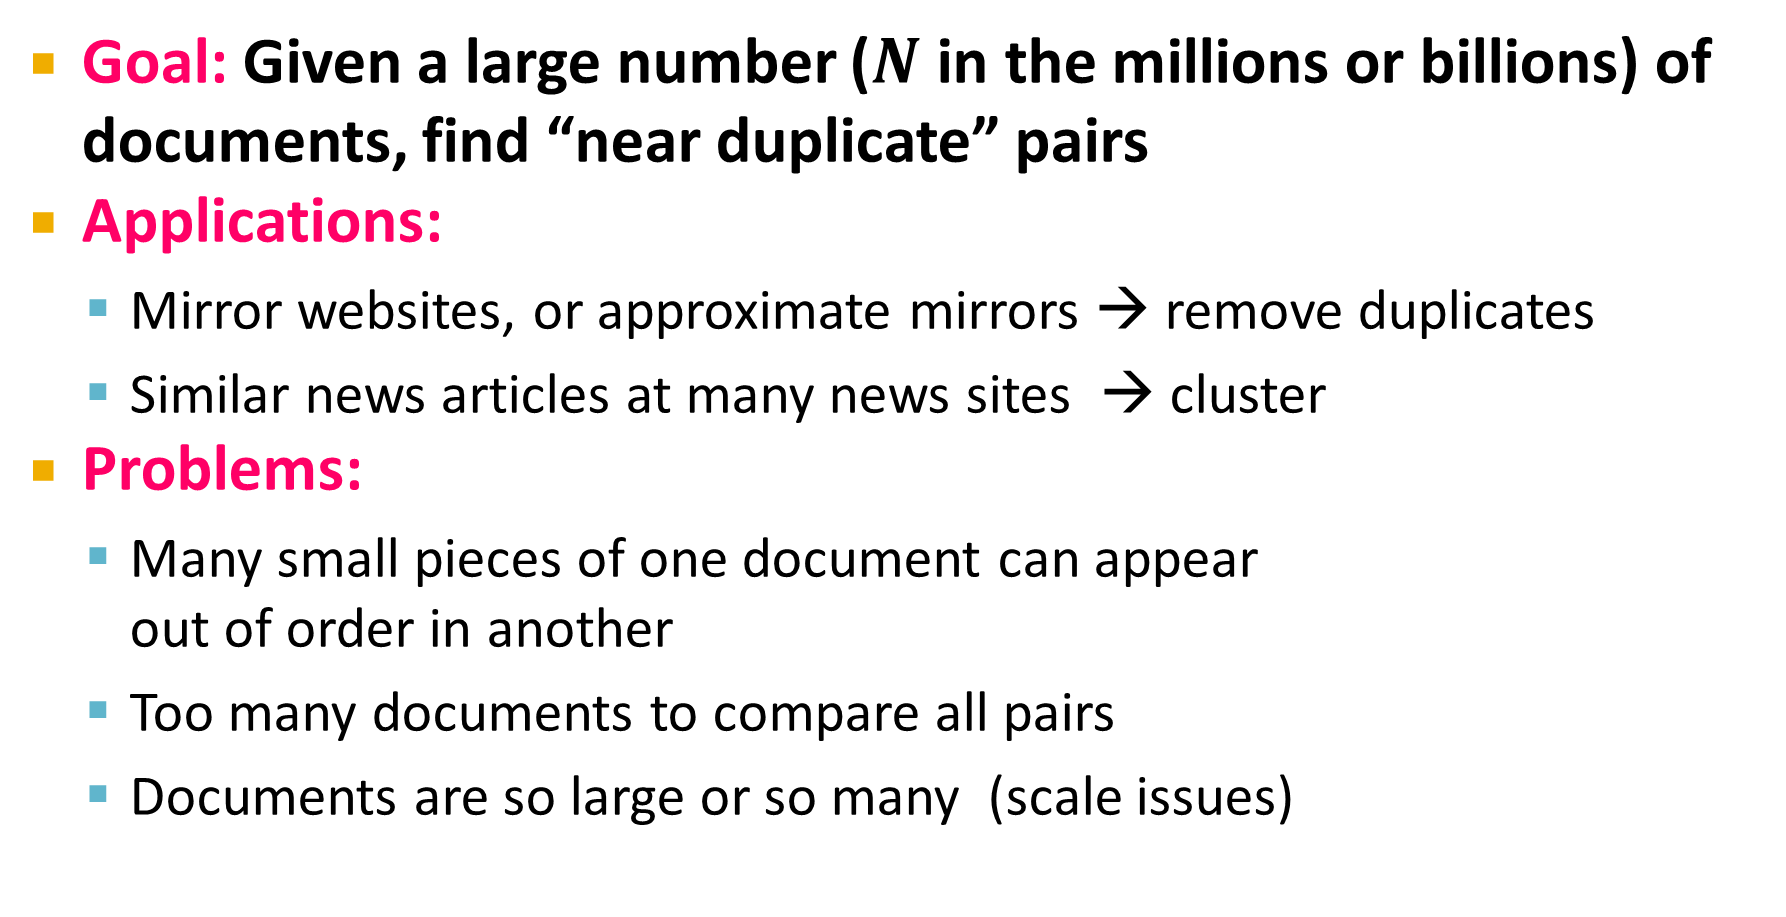 Goal: Given a large number (N in the millions or billions) of
documents, find “near duplicate” pairs
Applications:
Mirror websites, or approximate mirrors → remove duplicates
Similar news articles at many news sites → cluster
Problems:
Many small pieces of one document can appear
out of order in another
Too many documents to compare all pairs
Documents are so large or so many (scale issues)